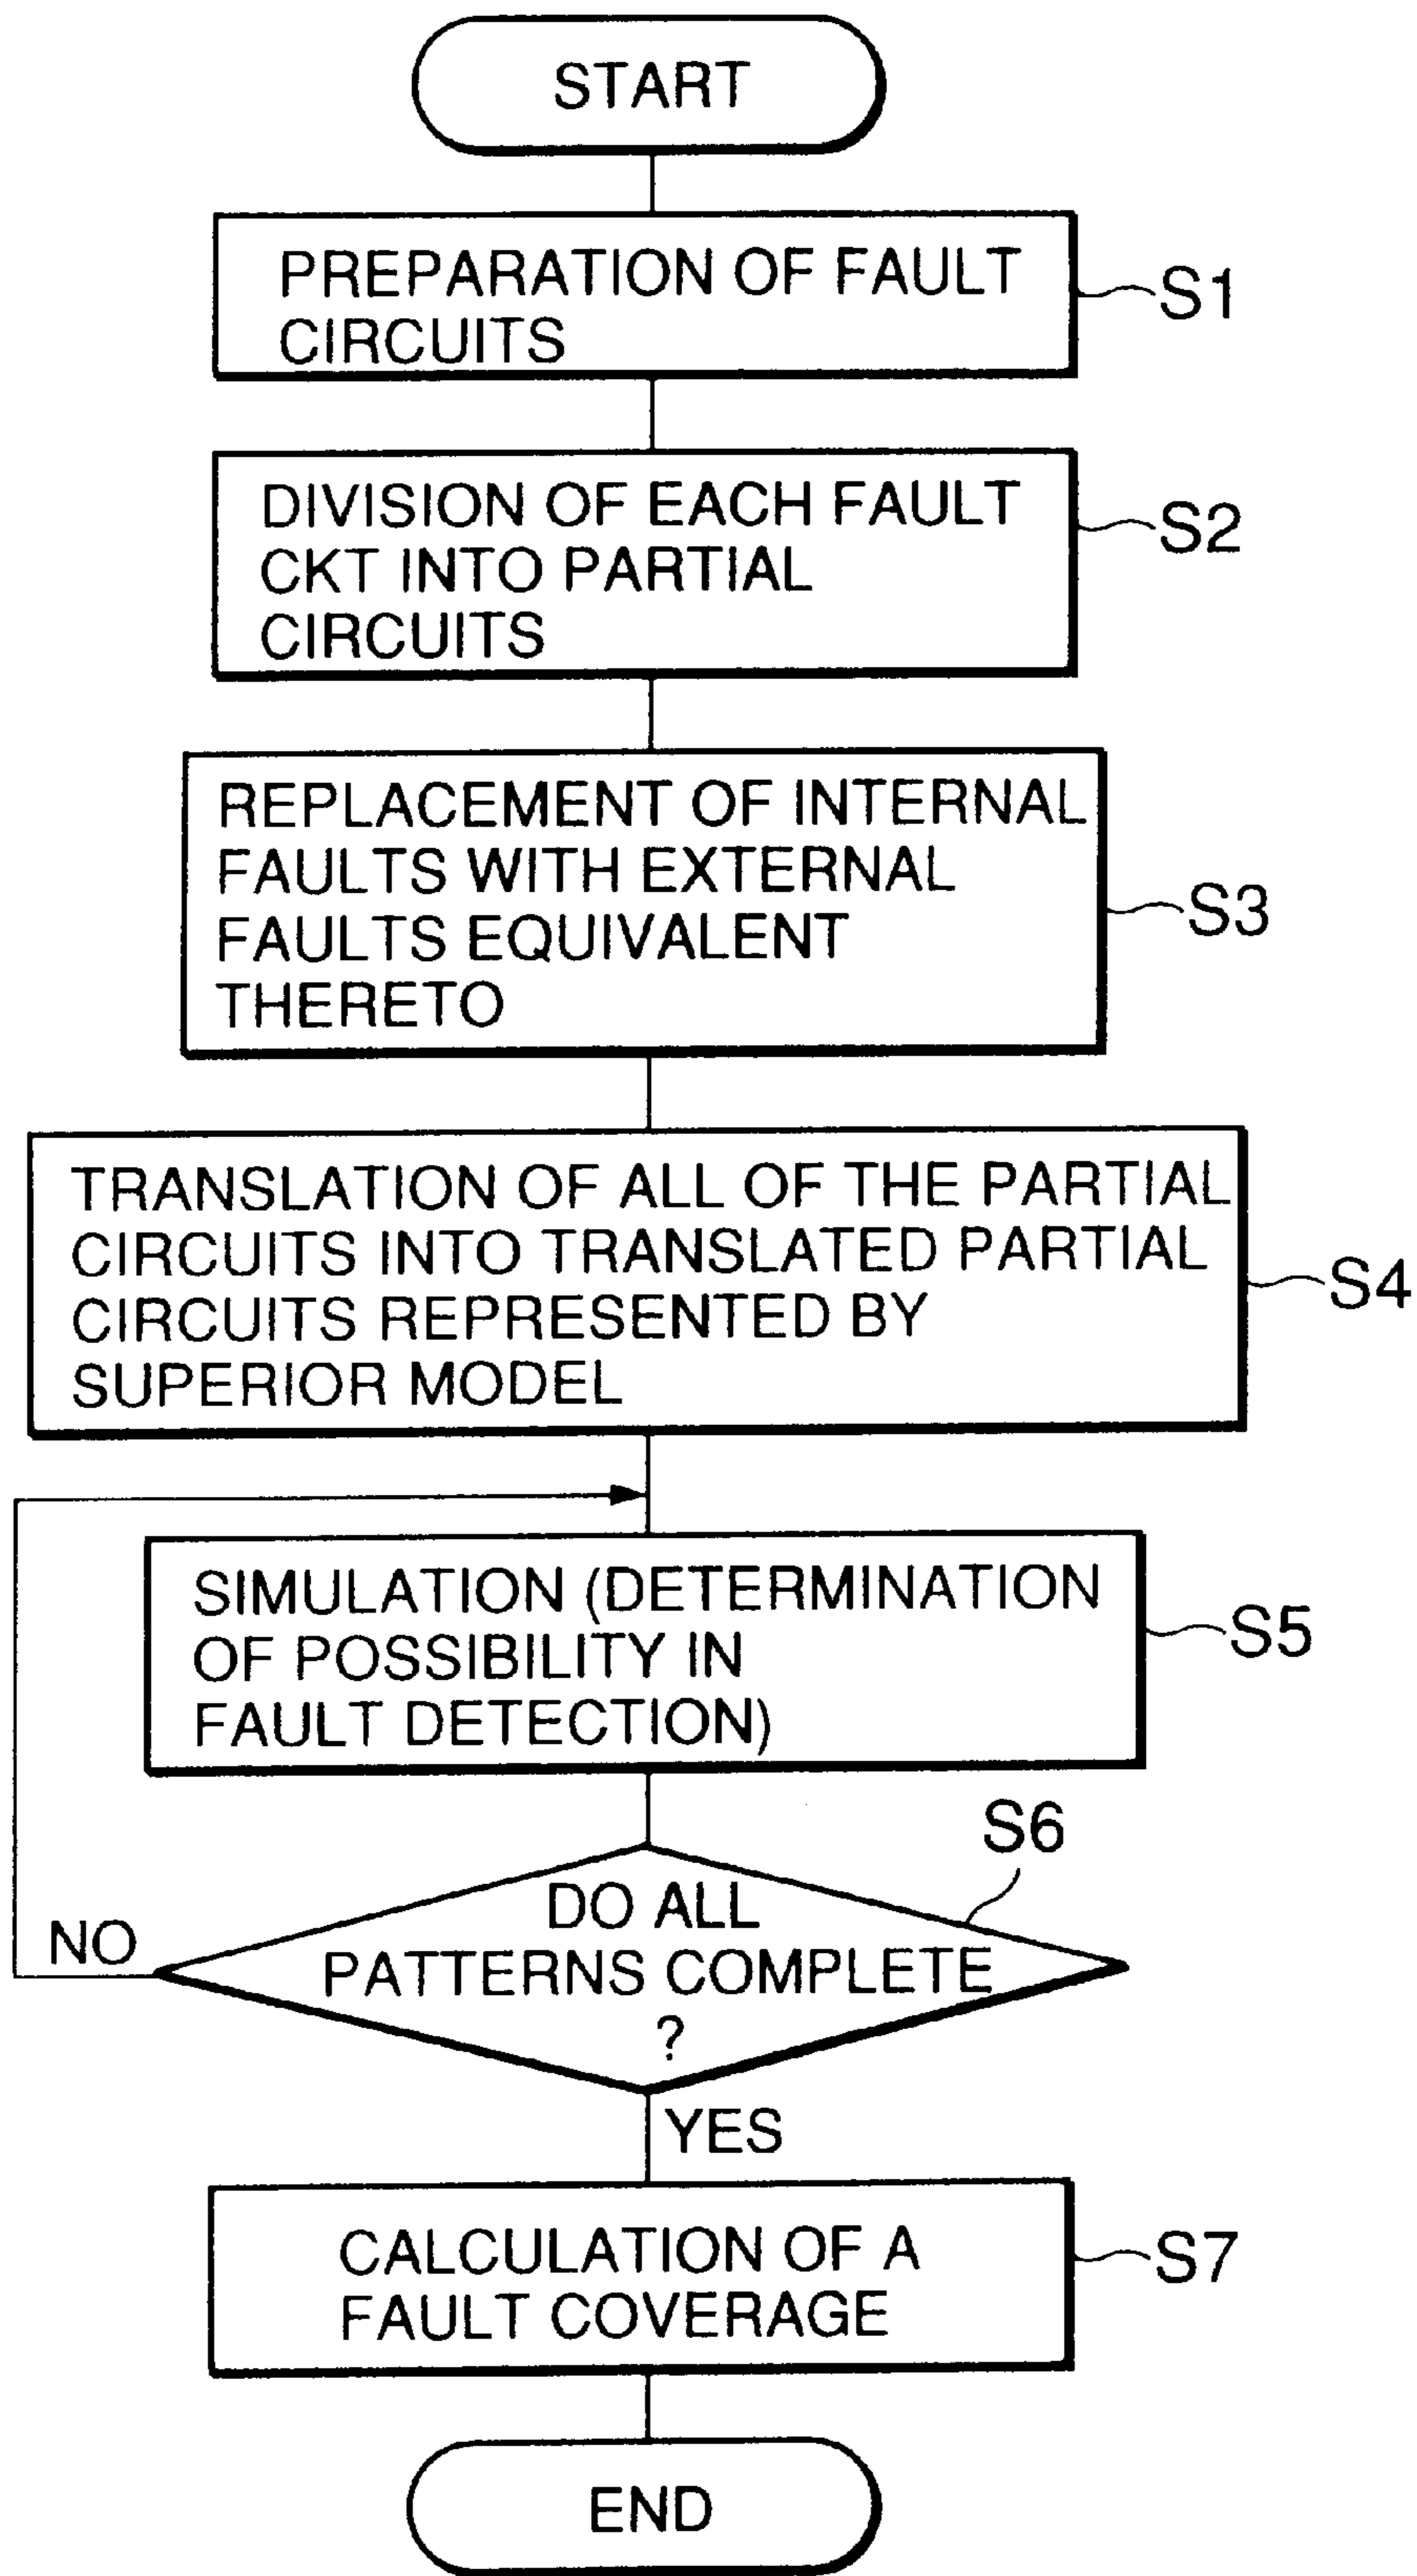 START
PREPARATION OF FAULT
CIRCUITS
S1
DIVISION OF EACH FAULT
CKT INTO PARTIAL
CIRCUITS
S2
REPLACEMENT OF INTERNAL
FAULTS WITH EXTERNAL
FAULTS EQUIVALENT
THERETO
S3
TRANSLATION OF ALL OF THE PARTIAL
CIRCUITS INTO TRANSLATED PARTIAL
CIRCUITS REPRESENTED BY
SUPERIOR MODEL
S4
SIMULATION (DETERMINATION
OF POSSIBILITY IN
FAULT DETECTION)
S5
S6
DO ALL
PATTERNS COMPLETE
?
NO
YES
CALCULATION OF A
FAULT COVERAGE
S7
END